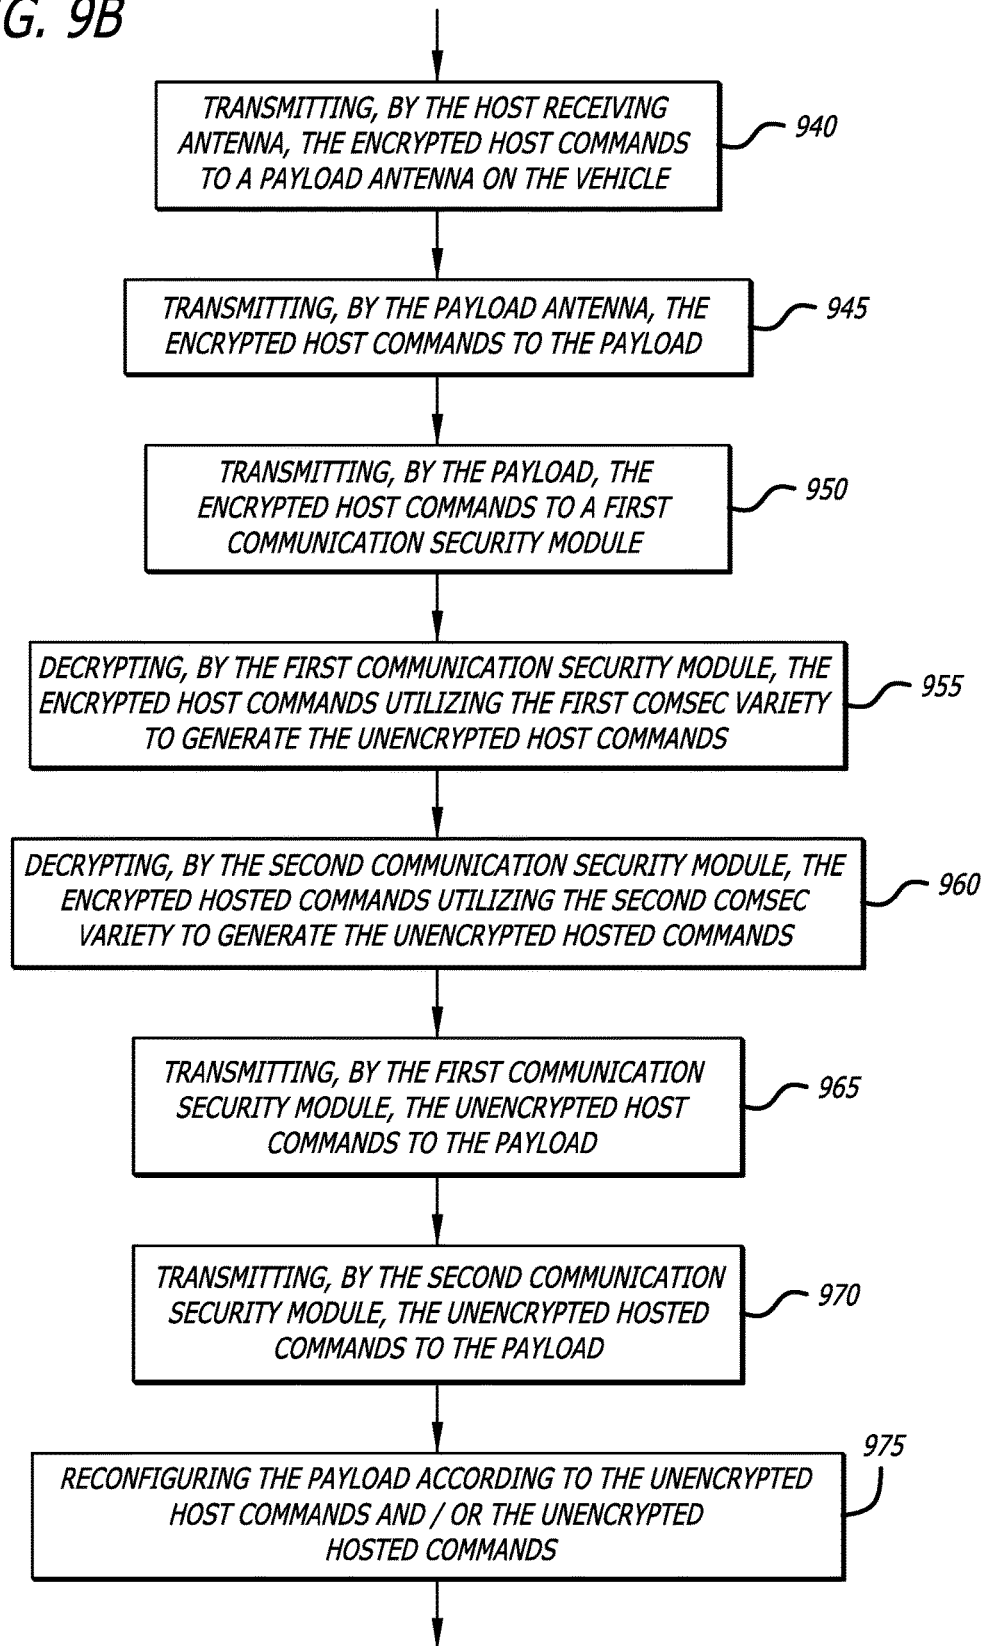 G. 9B
TRANSMITTING, BY THE HOST RECEIVING
ANTENNA, THE ENCRYPTED HOST COMMANDS
TO A PAYLOAD ANTENNA ON THE VEHICLE
940
TRANSMITTING, BY THE PAYLOAD ANTENNA, THE
ENCRYPTED HOST COMMANDS TO THE PAYLOAD
945
TRANSMITTING, BY THE PAYLOAD, THE
ENCRYPTED HOST COMMANDS TO A FIRST
COMMUNICATION SECURITY MODULE
950
DECRYPTING, BY THE FIRST COMMUNICATION SECURITY MODULE, THE
ENCRYPTED HOST COMMANDS UTILIZING THE FIRST COMSEC VARIETY
TO GENERATE THE UNENCRYPTED HOST COMMANDS
955
DECRYPTING, BY THE SECOND COMMUNICATION SECURITY MODULE, THE
ENCRYPTED HOSTED COMMANDS UTILIZING THE SECOND COMSEC
VARIETY TO GENERATE THE UNENCRYPTED HOSTED COMMANDS
960
TRANSMITTING, BY THE FIRST COMMUNICATION
SECURITY MODULE, THE UNENCRYPTED HOST
COMMANDS TO THE PAYLOAD
965
TRANSMITTING, BY THE SECOND COMMUNICATION
SECURITY MODULE, THE UNENCRYPTED HOSTED
COMMANDS TO THE PAYLOAD
970
975
RECONFIGURING THE PAYLOAD ACCORDING TO THE UNENCRYPTED
HOST COMMANDS AND / OR THE UNENCRYPTED
HOSTED COMMANDS